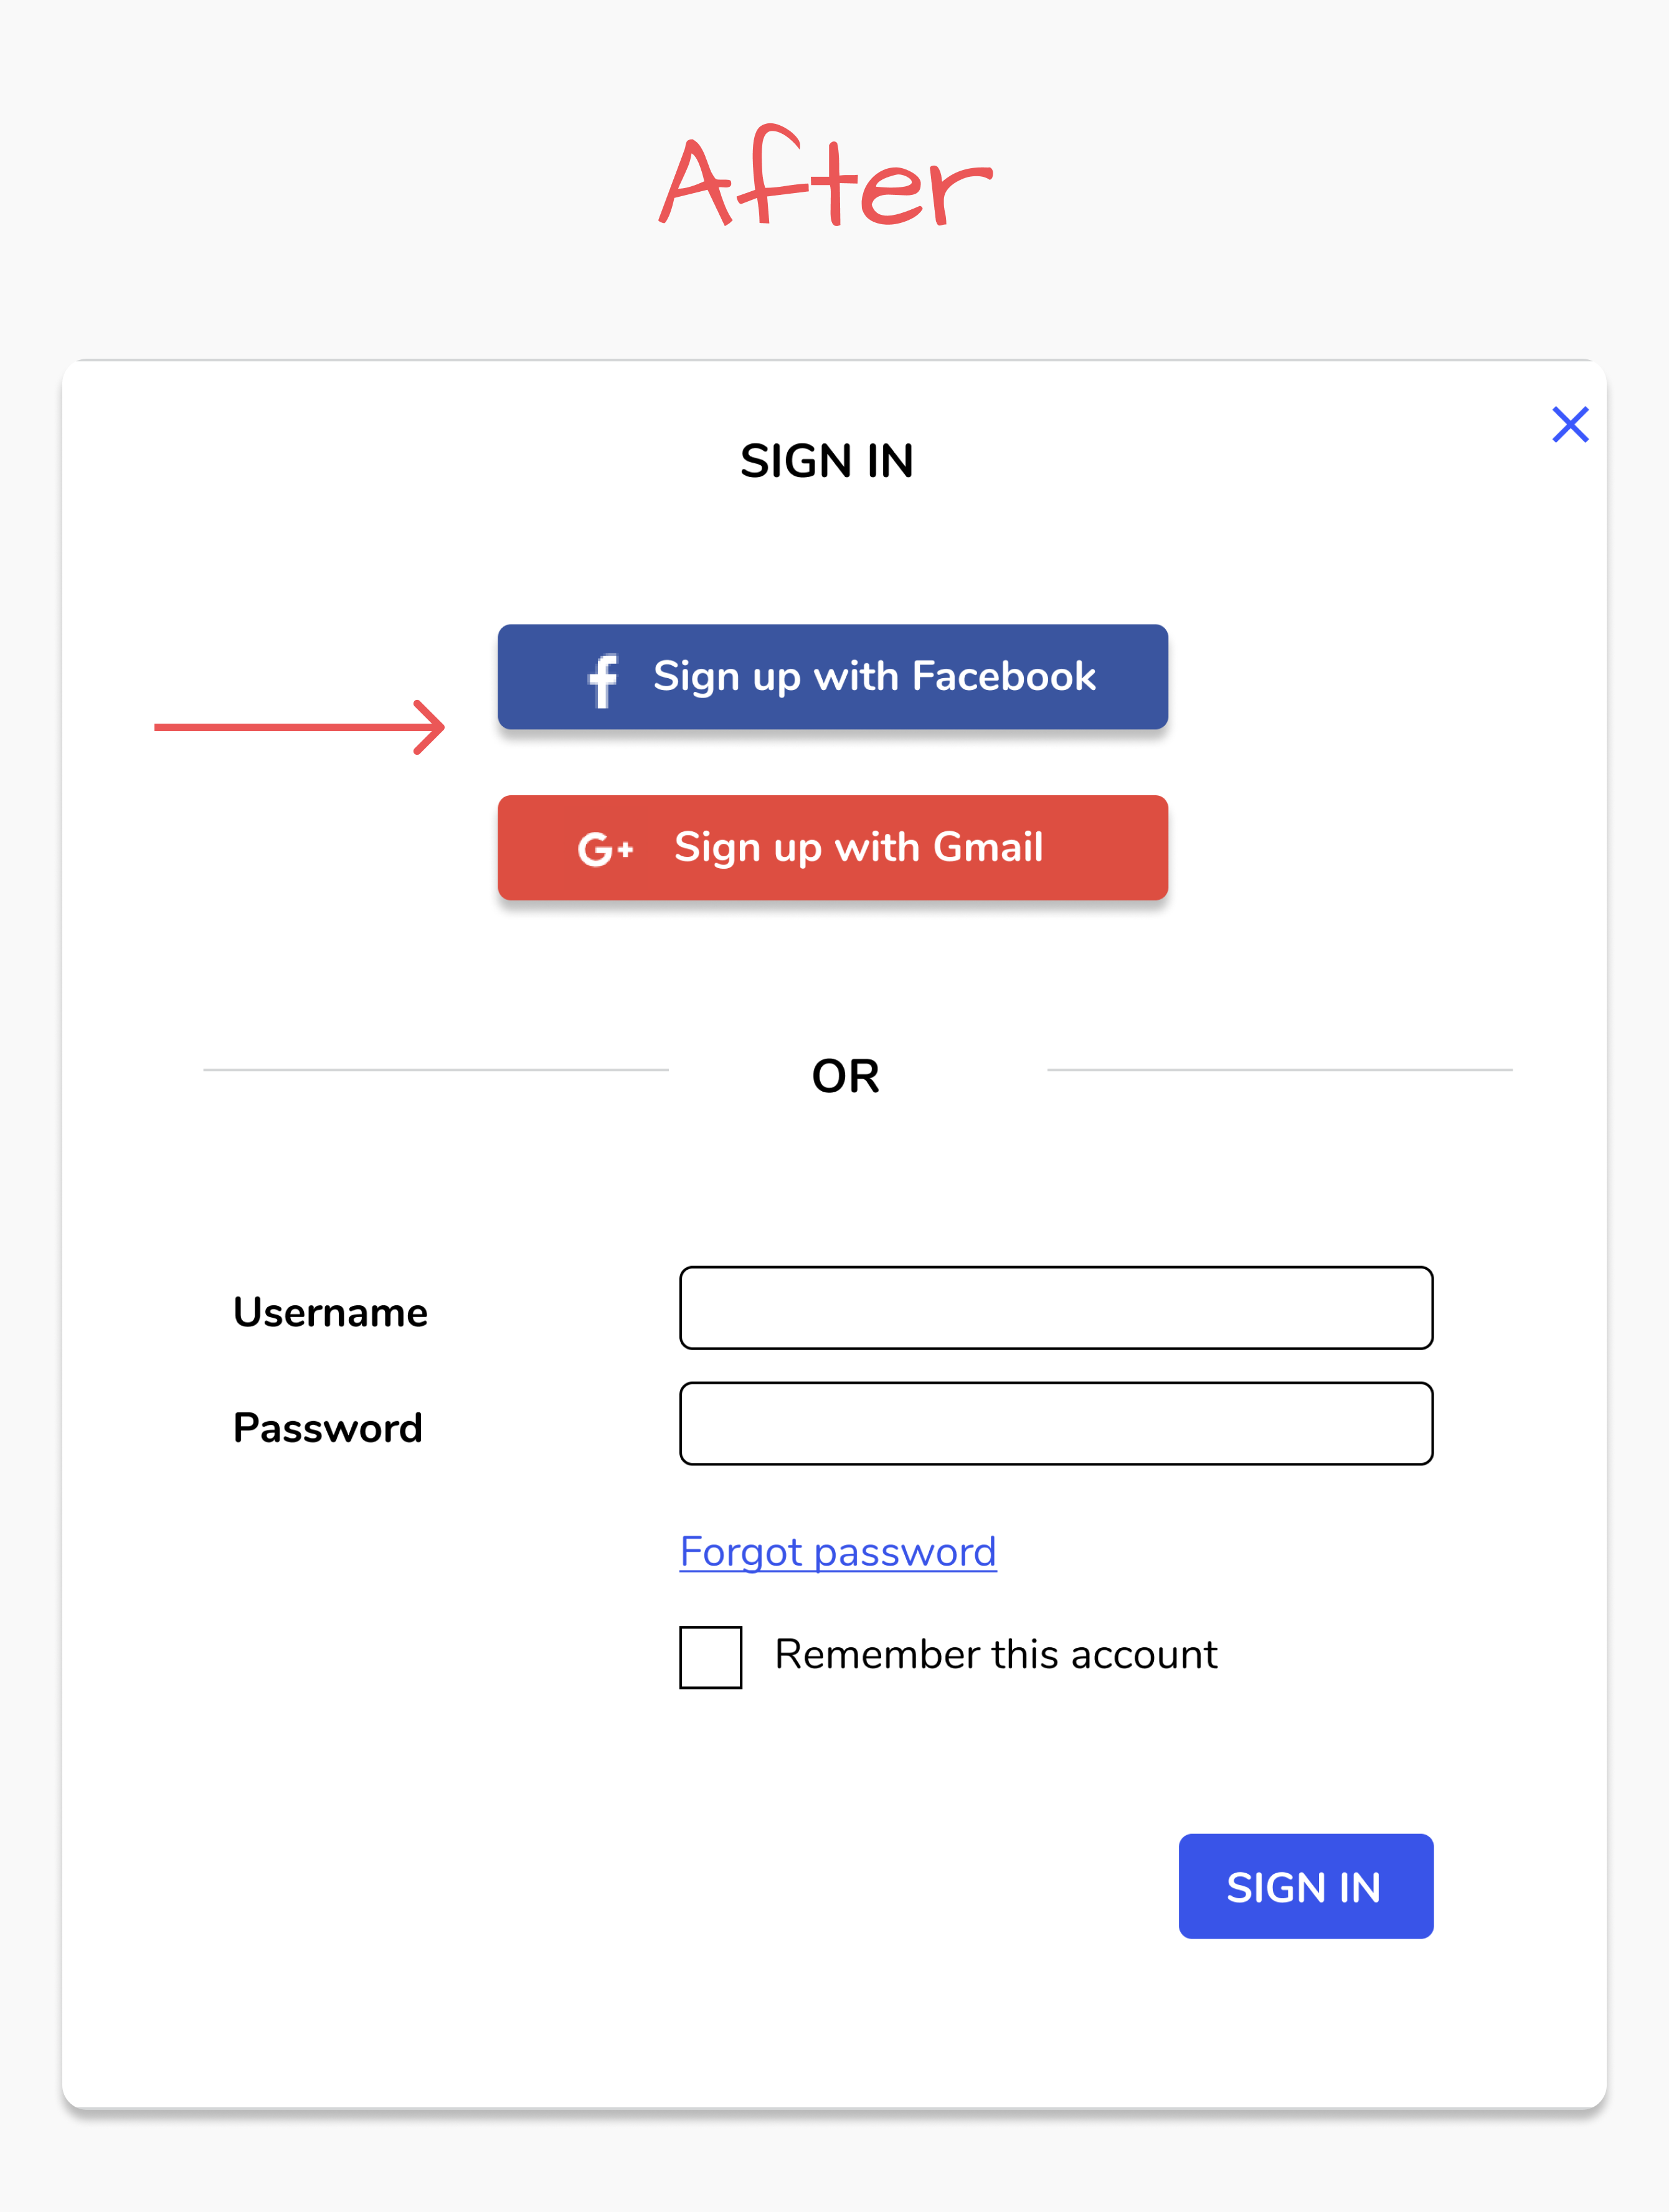 After
SIGN IN
Sign up with Facebook
G+ Sign up with Gmail
OR
Username
Password
Forgot password
Remember this account
SIGN IN